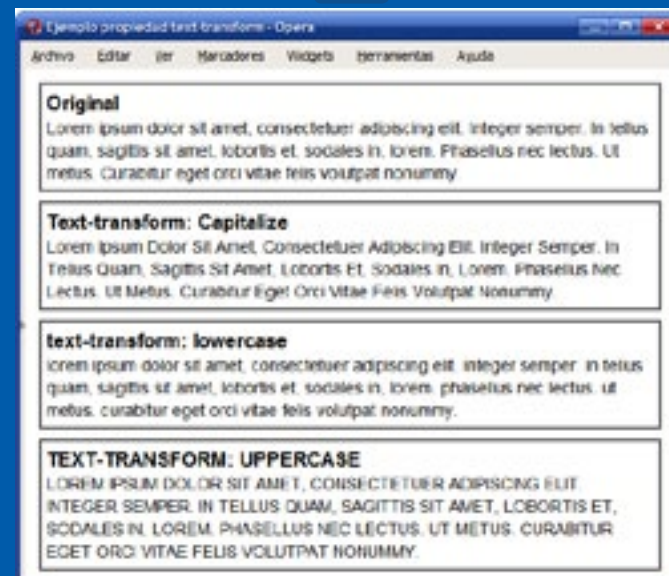 Ejemplo propiedad text-transform - Opera
Archivo Editar Ver Marcadores Widgets Herramientas Ayuda
Original
Lorem ipsum dolor sit amet, consectetuer adipiscing elit. Integer semper. In tellus
quam, sagittis sit amet, lobortis et, sodales in, lorem. Phasellus nec lectus. Ut
metus. Curabitur eget orci vitae felis volutpat nonummy.
Text-transform: Capitalize
Lorem Ipsum Dolor Sit Amet, Consectetuer Adipiscing Elit. Integer Semper. In
Tellus Quam, Sagittis Sit Amet, Lobortis Et, Sodales In, Lorem. Phasellus Nec
Lectus. Ut Metus. Curabitur Eget Orci Vitae Felis Volutpat Nonummy.
text-transform: lowercase
lorem ipsum dolor sit amet, consectetuer adipiscing elit. integer semper. in tellus
quam, sagittis sit amet, lobortis et, sodales in, lorem. phasellus nec lectus. ut
metus. curabitur eget orci vitae felis volutpat nonummy.
TEXT-TRANSFORM: UPPERCASE
LOREM IPSUM DOLOR SIT AMET, CONSECTETUER ADIPISCING ELIT.
INTEGER SEMPER. IN TELLUS QUAM, SAGITTIS SIT AMET, LOBORTIS ET,
SODALES IN, LOREM. PHASELLUS NEC LECTUS. UT METUS. CURABITUR
EGET ORCI VITAE FELIS VOLUTPAT NONUMMY.